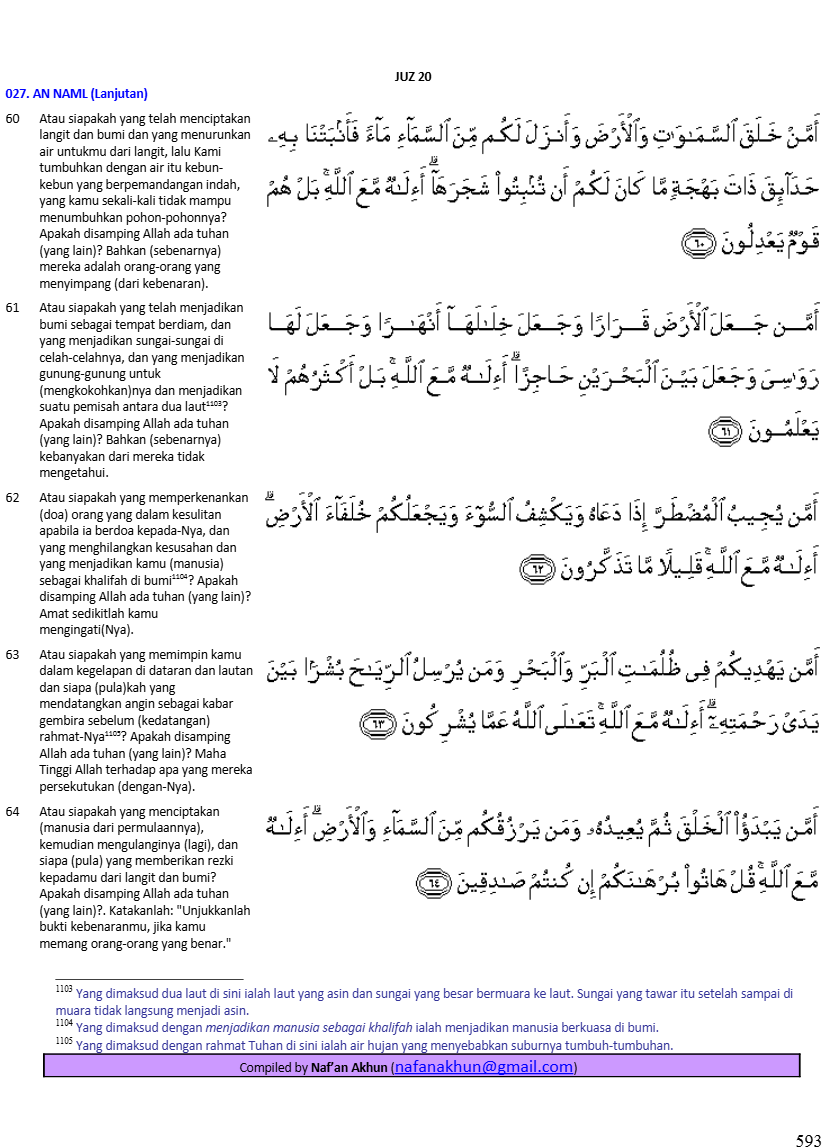 JUZ 20
027. AN NAML (Lanjutan)
60 Atau siapakah yang telah menciptakan
langit dan bumi dan yang menurunkan
air untukmu dari langit, lalu Kami
tumbuhkan dengan air itu kebun-
kebun yang berpemandangan indah,
yang kamu sekali-kali tidak mampu
menumbuhkan pohon-pohonnya?
Apakah disamping Allah ada tuhan
(yang lain)? Bahkan (sebenarnya)
mereka adalah orang-orang yang
menyimpang (dari kebenaran).
أَمَّنْ خَلَقَ ٱلسَّمَـٰوَٰتِ وَٱلْأَرْضَ وَأَنزَلَ لَكُم مِّنَ ٱلسَّمَآءِ مَآءً فَأَنۢبَتْنَا بِهِۦ
حَدَآئِقَ ذَاتَ بَهْجَةٍ مَّا كَانَ لَكُمْ أَن تُنۢبِتُوا۟ شَجَرَهَآ ۗ أَءِلَـٰهٌ مَّعَ ٱللَّهِ ۚ بَلْ هُمْ
قَوْمٌ يَعْدِلُونَ ٦٠
61 Atau siapakah yang telah menjadikan
bumi sebagai tempat berdiam, dan
yang menjadikan sungai-sungai di
celah-celahnya, dan yang menjadikan
gunung-gunung untuk
(mengkokohkan)nya dan menjadikan
suatu pemisah antara dua laut¹¹⁰³?
Apakah disamping Allah ada tuhan
(yang lain)? Bahkan (sebenarnya)
kebanyakan dari mereka tidak
mengetahui.
أَمَّن جَعَلَ ٱلْأَرْضَ قَرَارًا وَجَعَلَ خِلَـٰلَهَآ أَنْهَـٰرًا وَجَعَلَ لَهَا
رَوَٰسِىَ وَجَعَلَ بَيْنَ ٱلْبَحْرَيْنِ حَاجِزًا ۗ أَءِلَـٰهٌ مَّعَ ٱللَّهِ ۚ بَلْ أَكْثَرُهُمْ لَا
يَعْلَمُونَ ٦١
62 Atau siapakah yang memperkenankan
(doa) orang yang dalam kesulitan
apabila ia berdoa kepada-Nya, dan
yang menghilangkan kesusahan dan
yang menjadikan kamu (manusia)
sebagai khalifah di bumi¹¹⁰⁴? Apakah
disamping Allah ada tuhan (yang lain)?
Amat sedikitlah kamu
mengingati(Nya).
أَمَّن يُجِيبُ ٱلْمُضْطَرَّ إِذَا دَعَاهُ وَيَكْشِفُ ٱلسُّوٓءَ وَيَجْعَلُكُمْ خُلَفَآءَ ٱلْأَرْضِ ۗ
أَءِلَـٰهٌ مَّعَ ٱللَّهِ ۚ قَلِيلًا مَّا تَذَكَّرُونَ ٦٢
63 Atau siapakah yang memimpin kamu
dalam kegelapan di dataran dan lautan
dan siapa (pula)kah yang
mendatangkan angin sebagai kabar
gembira sebelum (kedatangan)
rahmat-Nya¹¹⁰⁵? Apakah disamping
Allah ada tuhan (yang lain)? Maha
Tinggi Allah terhadap apa yang mereka
persekutukan (dengan-Nya).
أَمَّن يَهْدِيكُمْ فِى ظُلُمَـٰتِ ٱلْبَرِّ وَٱلْبَحْرِ وَمَن يُرْسِلُ ٱلرِّيَـٰحَ بُشْرًۢا بَيْنَ
يَدَىْ رَحْمَتِهِۦٓ ۗ أَءِلَـٰهٌ مَّعَ ٱللَّهِ ۚ تَعَـٰلَى ٱللَّهُ عَمَّا يُشْرِكُونَ ٦٣
64 Atau siapakah yang menciptakan
(manusia dari permulaannya),
kemudian mengulanginya (lagi), dan
siapa (pula) yang memberikan rezki
kepadamu dari langit dan bumi?
Apakah disamping Allah ada tuhan
(yang lain)?. Katakanlah: "Unjukkanlah
bukti kebenaranmu, jika kamu
memang orang-orang yang benar."
أَمَّن يَبْدَؤُا۟ ٱلْخَلْقَ ثُمَّ يُعِيدُهُۥ وَمَن يَرْزُقُكُم مِّنَ ٱلسَّمَآءِ وَٱلْأَرْضِ ۗ أَءِلَـٰهٌ
مَّعَ ٱللَّهِ ۚ قُلْ هَاتُوا۟ بُرْهَـٰنَكُمْ إِن كُنتُمْ صَـٰدِقِينَ ٦٤
¹¹⁰³ Yang dimaksud dua laut di sini ialah laut yang asin dan sungai yang besar bermuara ke laut. Sungai yang tawar itu setelah sampai di
muara tidak langsung menjadi asin.
¹¹⁰⁴ Yang dimaksud dengan menjadikan manusia sebagai khalifah ialah menjadikan manusia berkuasa di bumi.
¹¹⁰⁵ Yang dimaksud dengan rahmat Tuhan di sini ialah air hujan yang menyebabkan suburnya tumbuh-tumbuhan.
Compiled by Naf'an Akhun (nafanakhun@gmail.com)
593